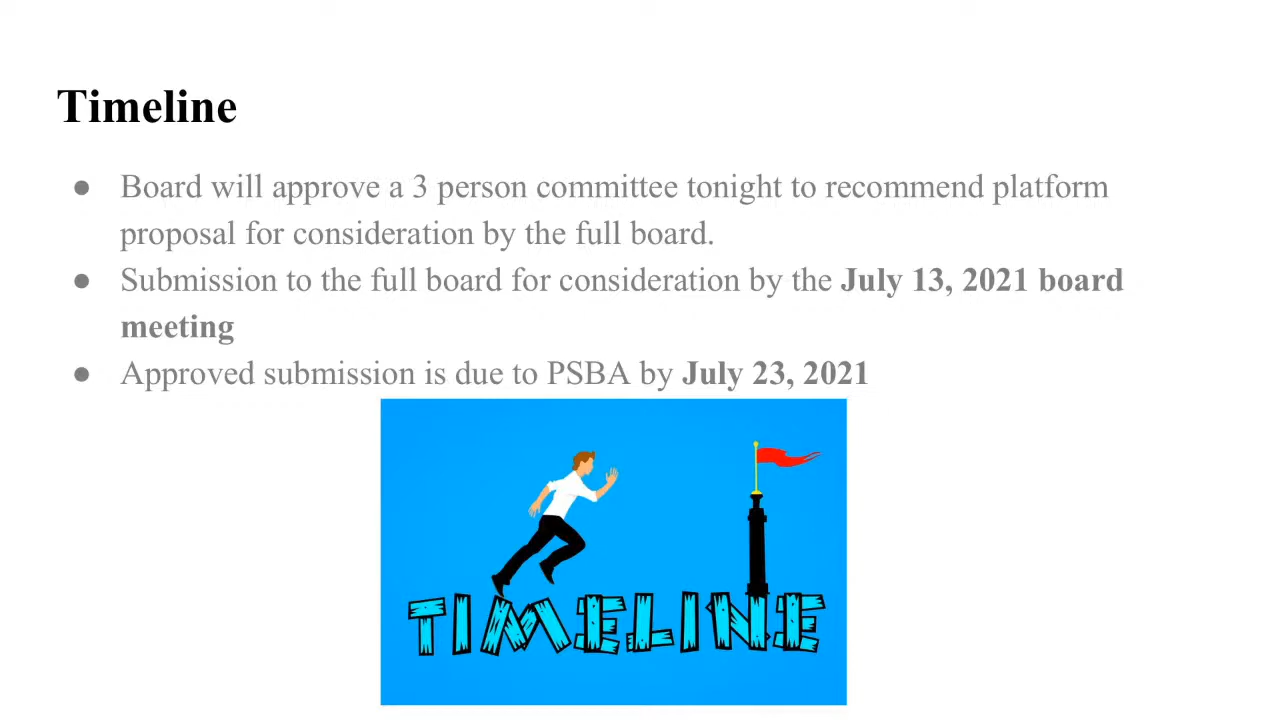 Timeline
● Board will approve a 3 person committee tonight to recommend platform
proposal for consideration by the full board.
● Submission to the full board for consideration by the July 13, 2021 board
meeting
● Approved submission is due to PSBA by July 23, 2021
TIMELINE